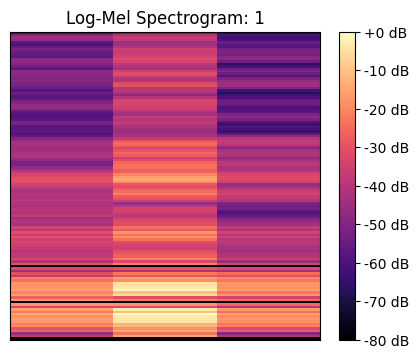 Log-Mel Spectrogram: 1
+0 dB
-10 dB
-20 dB
-30 dB
-40 dB
-50 dB
-60 dB
-70 dB
-80 dB